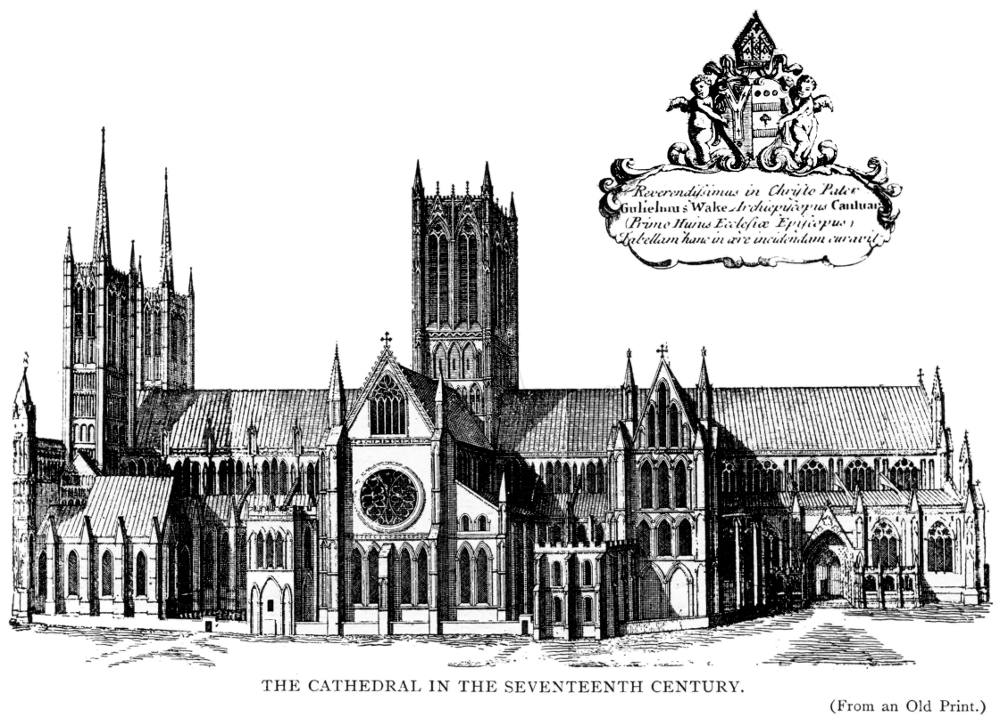 Reverendissimus in Christo Pater
Gulielmus Wake Archiepiscopus Cantuar
(Primo Huius Ecclesiæ Episcopus)
Tabellam hanc in ære incidendam curavit
THE CATHEDRAL IN THE SEVENTEENTH CENTURY.
(From an Old Print.)